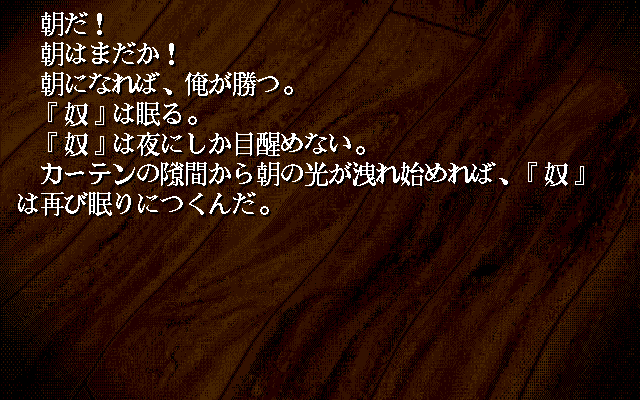 朝だ！
朝はまだか！
朝になれば、俺が勝つ。
『奴』は眠る。
『奴』は夜にしか目醒めない。
カーテンの隙間から朝の光が洩れ始めれば、『奴』
は再び眠りにつくんだ。